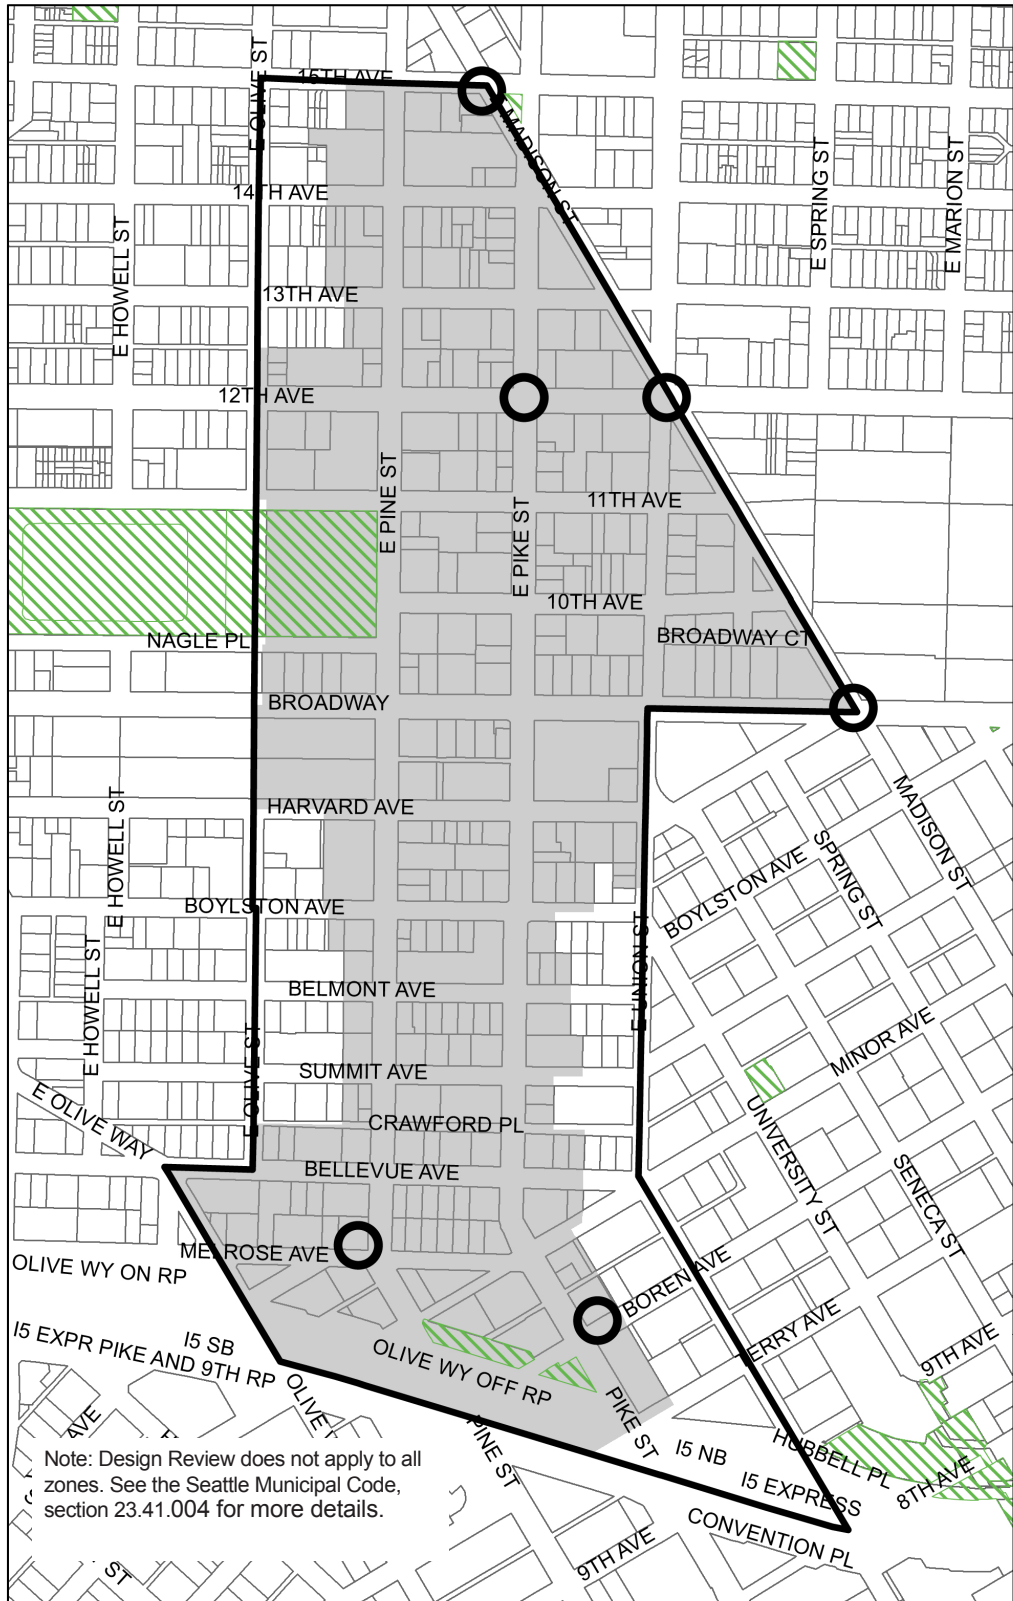 E OLIVE ST
15TH AVE
MADISON ST
E SPRING ST
E MARION ST
14TH AVE
E HOWELL ST
13TH AVE
12TH AVE
E PINE ST
11TH AVE
E PIKE ST
10TH AVE
BROADWAY CT
NAGLE PL
BROADWAY
E HOWELL ST
HARVARD AVE
MADISON ST
SPRING ST
BOYLSTON AVE
BOYLSTON AVE
E UNION ST
E HOWELL ST
BELMONT AVE
MINOR AVE
E OLIVE ST
SUMMIT AVE
E OLIVE WAY
CRAWFORD PL
UNIVERSITY ST
SENECA ST
BELLEVUE AVE
MELROSE AVE
OLIVE WY ON RP
BOREN AVE
I5 SB
I5 EXPR PIKE AND 9TH RP
TERRY AVE
9TH AVE
OLIVE WY OFF RP
PINE ST
PIKE ST
I5 NB
HUBBELL PL
8TH AVE
I5 EXPRESS
CONVENTION PL
9TH AVE
Note: Design Review does not apply to all
zones. See the Seattle Municipal Code,
section 23.41.004 for more details.
AVE
ST